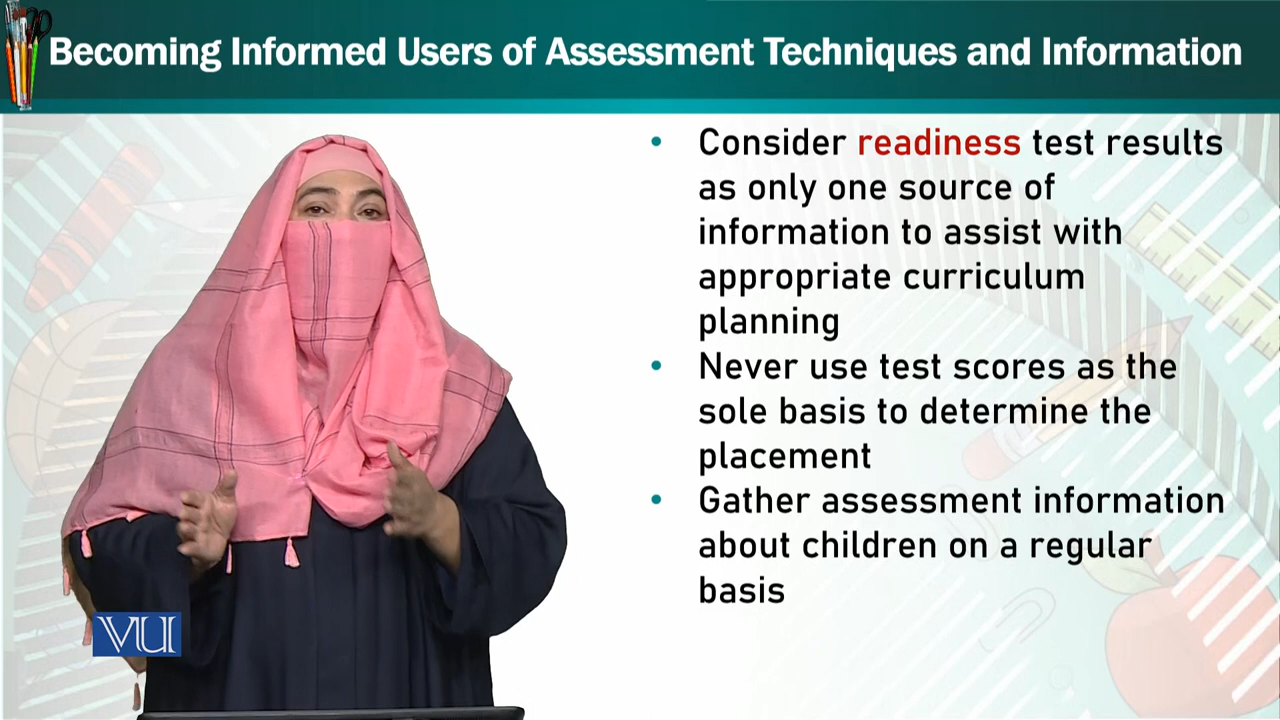 Becoming Informed Users of Assessment Techniques and Information
• Consider readiness test results
as only one source of
information to assist with
appropriate curriculum
planning
• Never use test scores as the
sole basis to determine the
placement
• Gather assessment information
about children on a regular
basis
VU